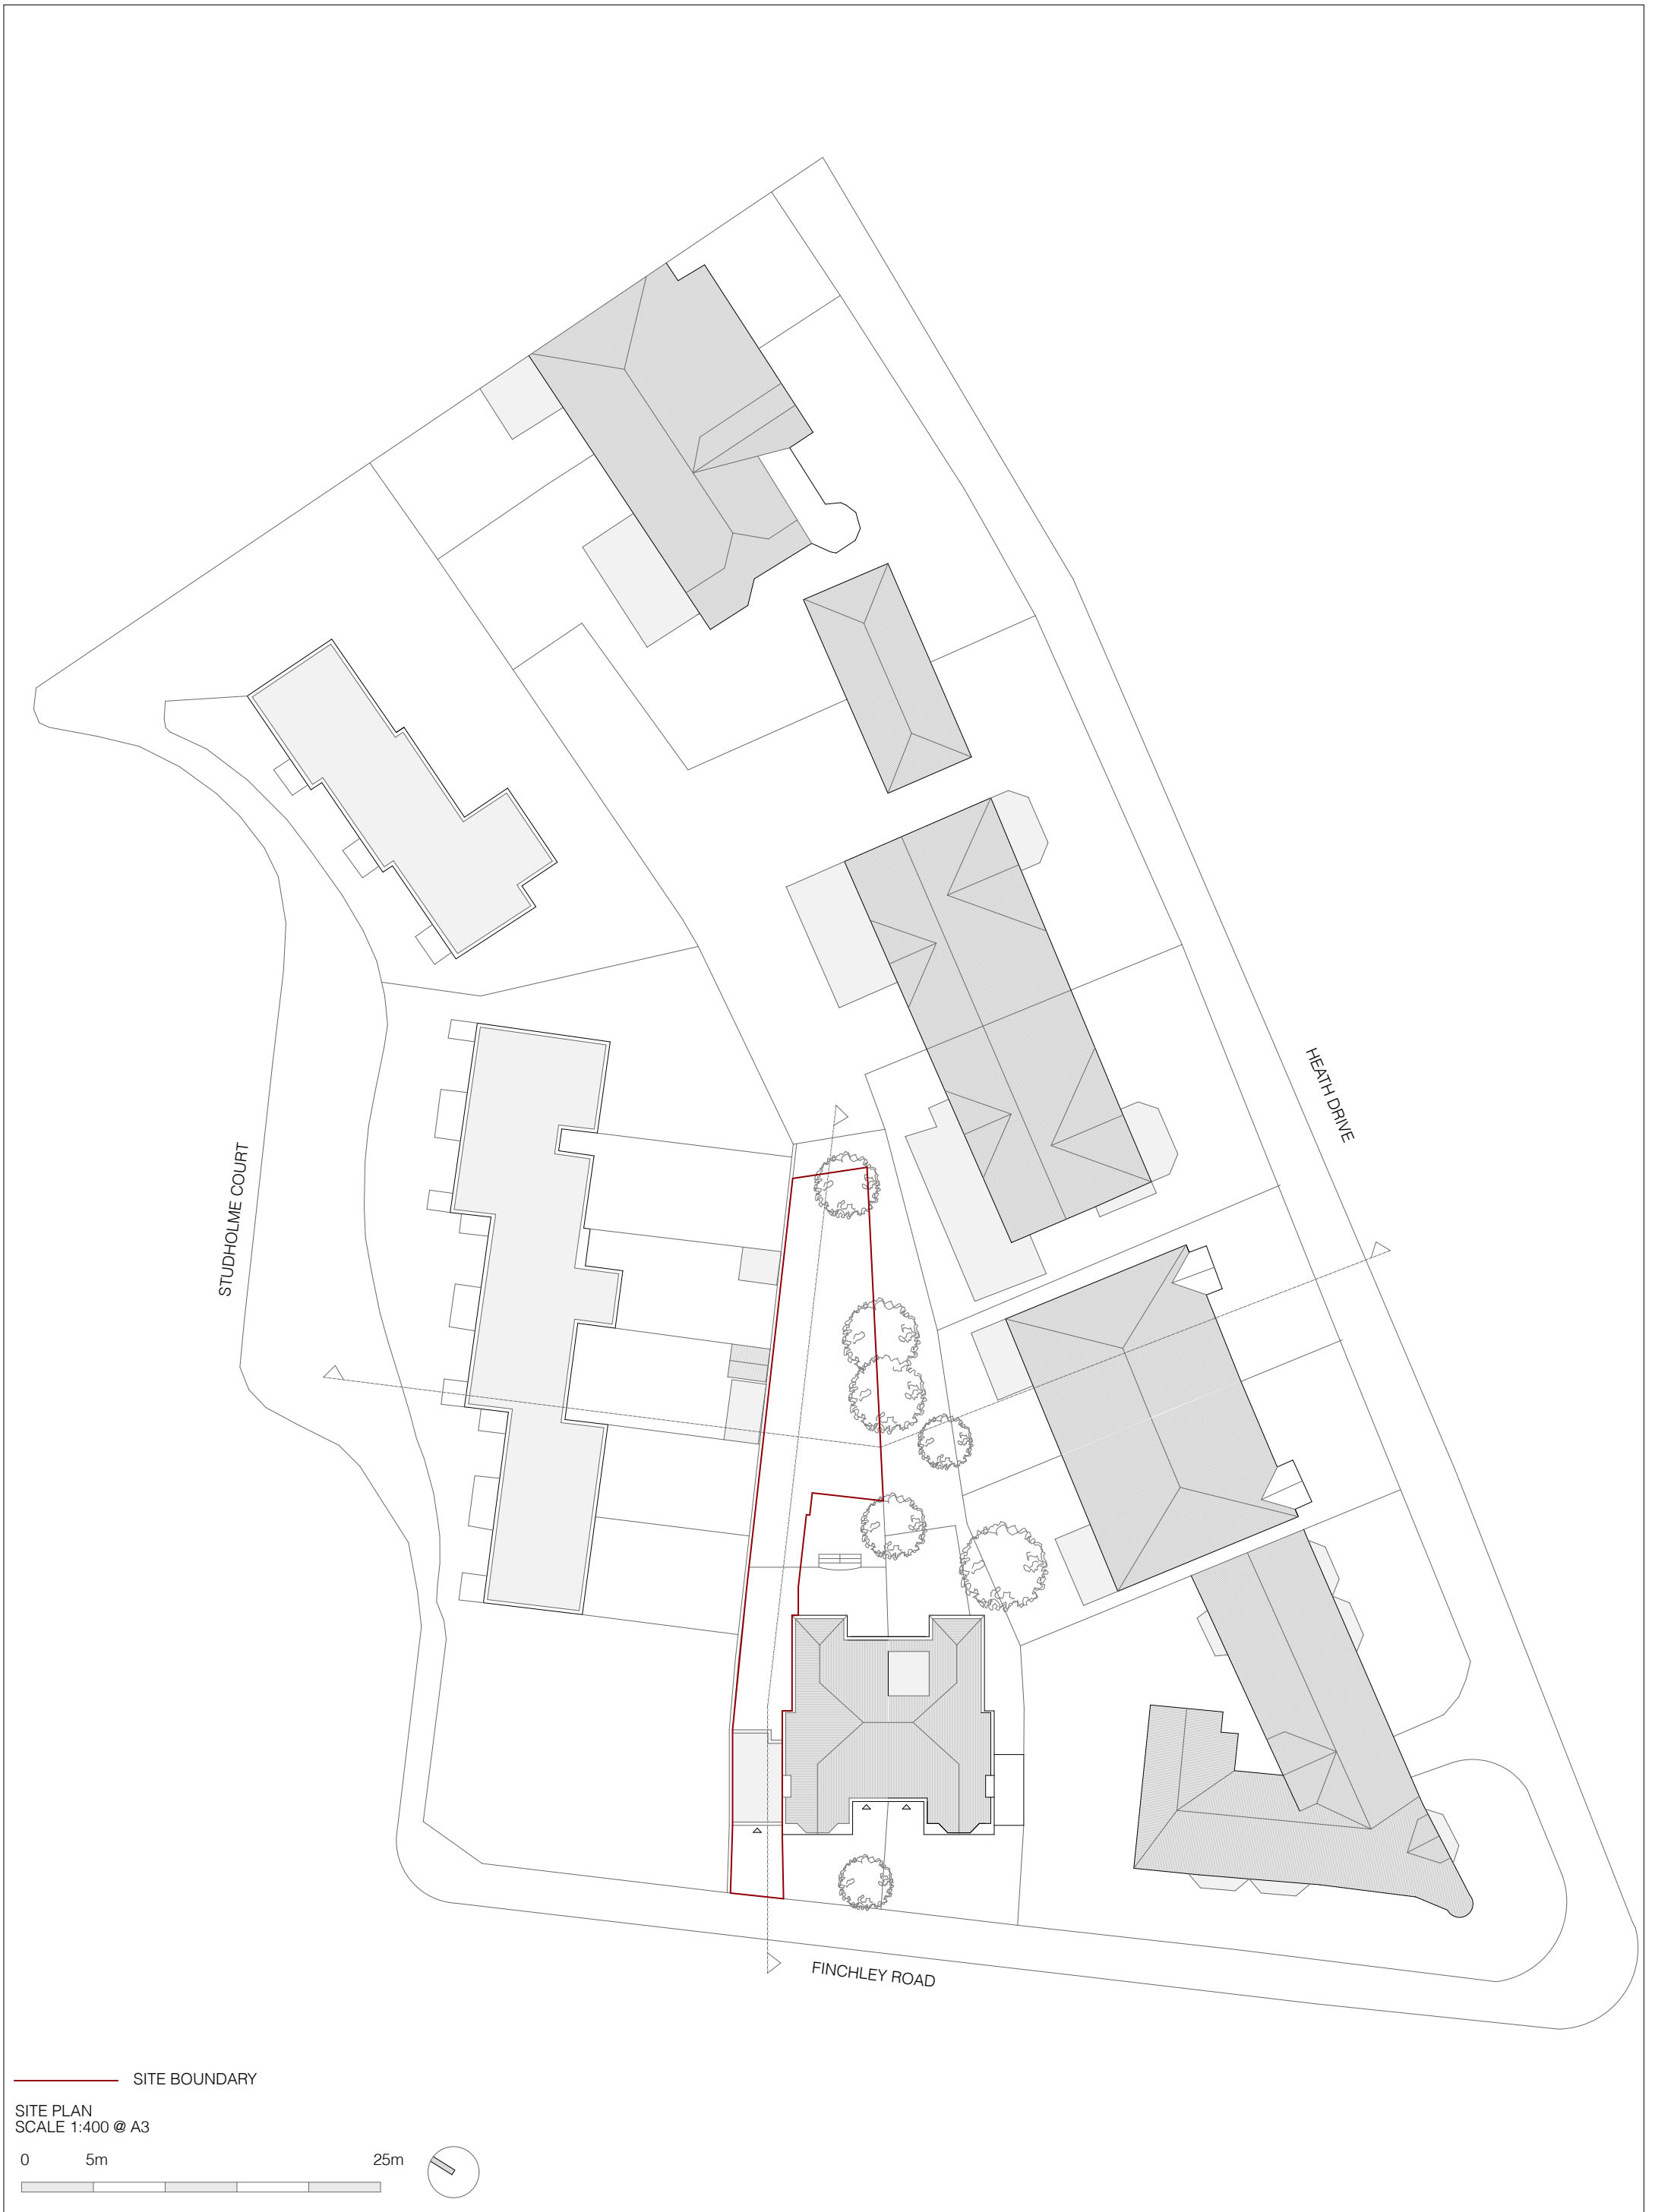 HEATH DRIVE
STUDHOLME COURT
FINCHLEY ROAD
SITE BOUNDARY
SITE PLAN
SCALE 1:400 @ A3
0 5m 25m